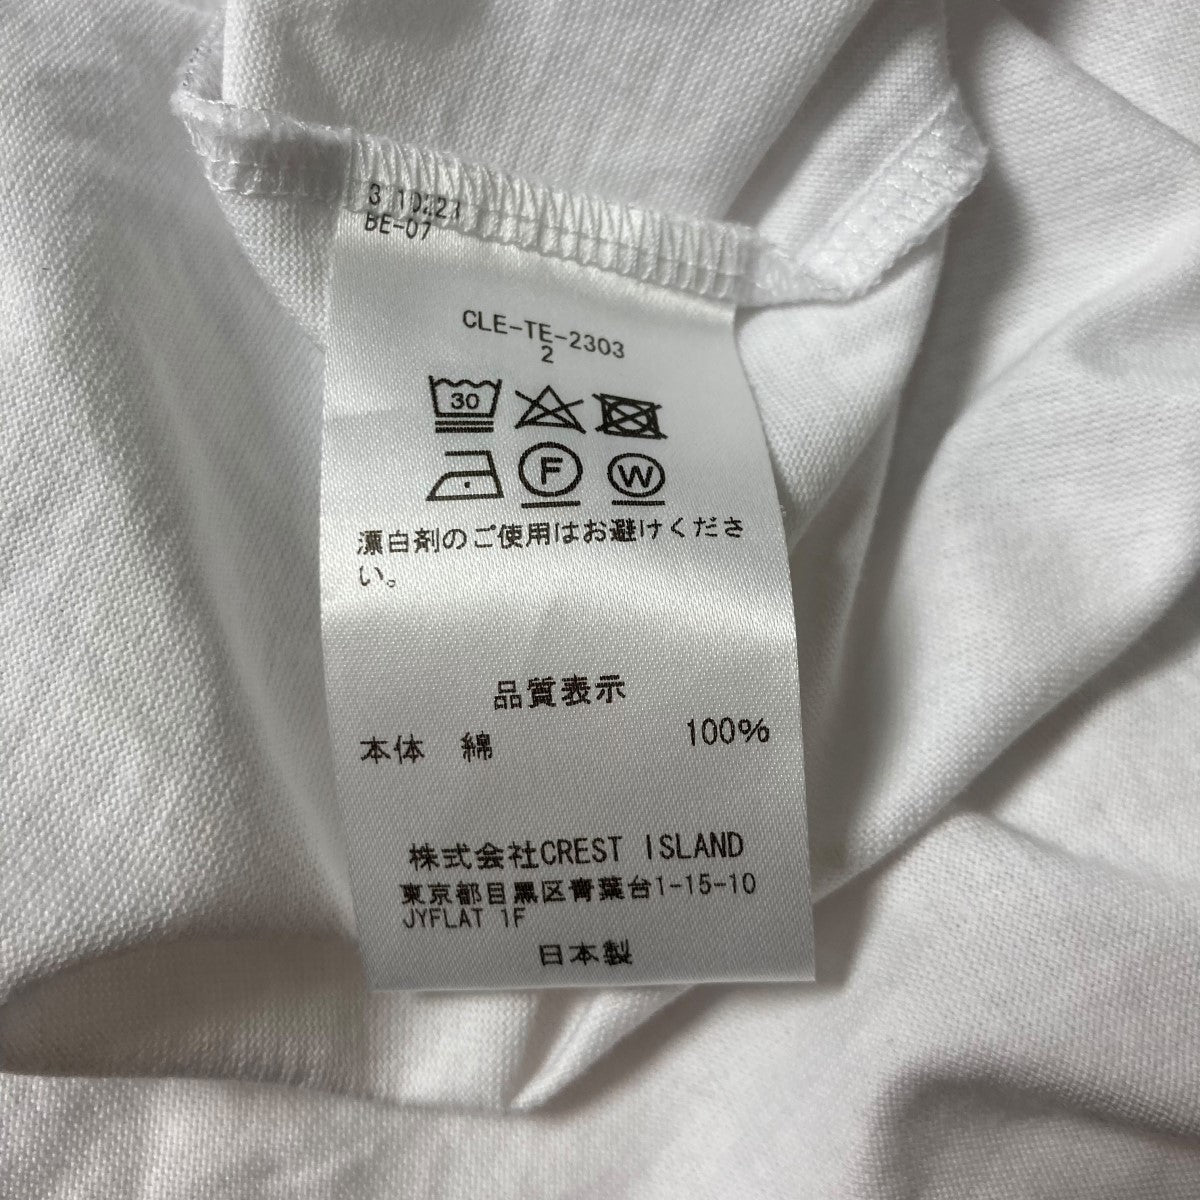 BE-07
CLE-TE-2303
2
30
F W
漂白剤のご使用はお避けくださ
い。
品質表示
本体 綿 100%
株式会社CREST ISLAND
東京都目黒区青葉台1-15-10
JYFLAT 1F
日本製